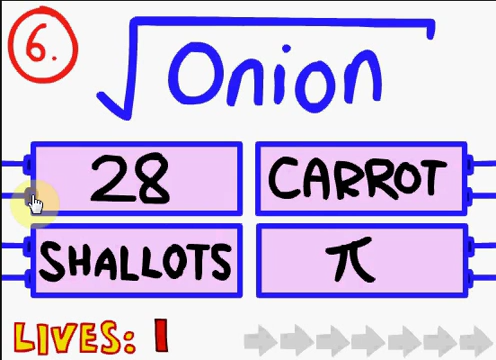 6.
√Onion
28
CARROT
SHALLOTS
π
LIVES: 1